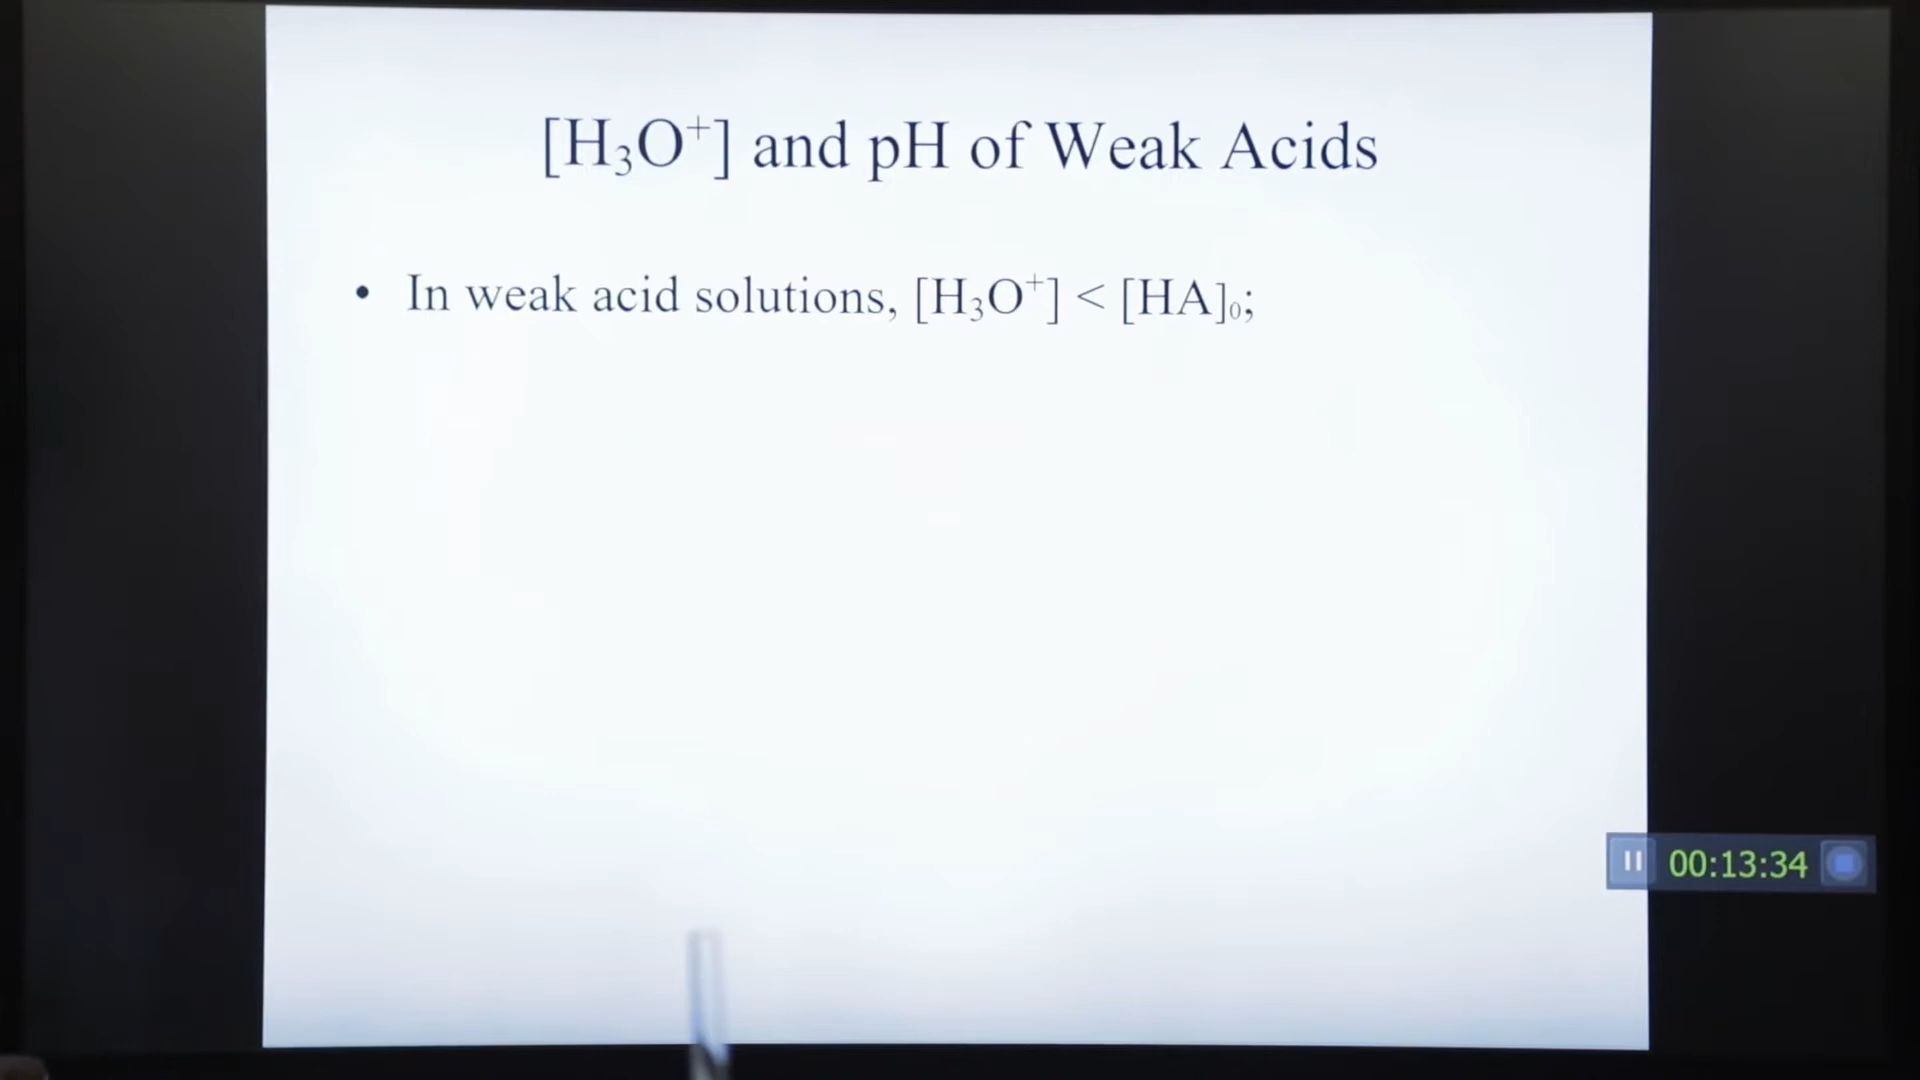 [H₃O⁺] and pH of Weak Acids
• In weak acid solutions, [H₃O⁺] < [HA]₀;
00:13:34